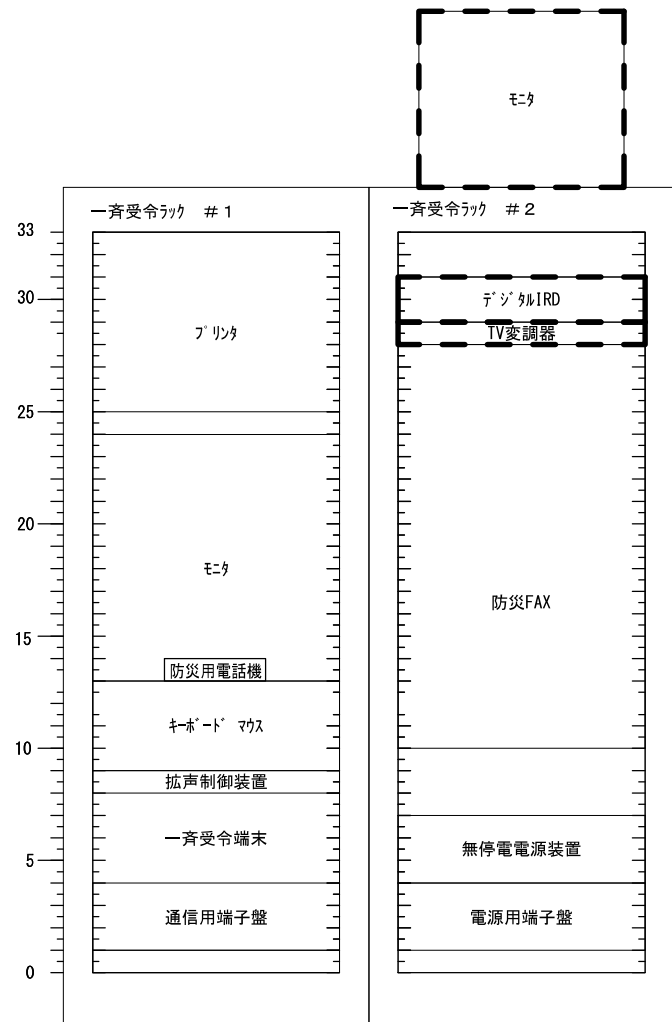 モニタ
一斉受令ラック ＃１
一斉受令ラック ＃２
33
30
25
20
15
10
5
0
プリンタ
モニタ
防災用電話機
キーボード マウス
拡声制御装置
一斉受令端末
通信用端子盤
デジタルIRD
TV変調器
防災FAX
無停電電源装置
電源用端子盤